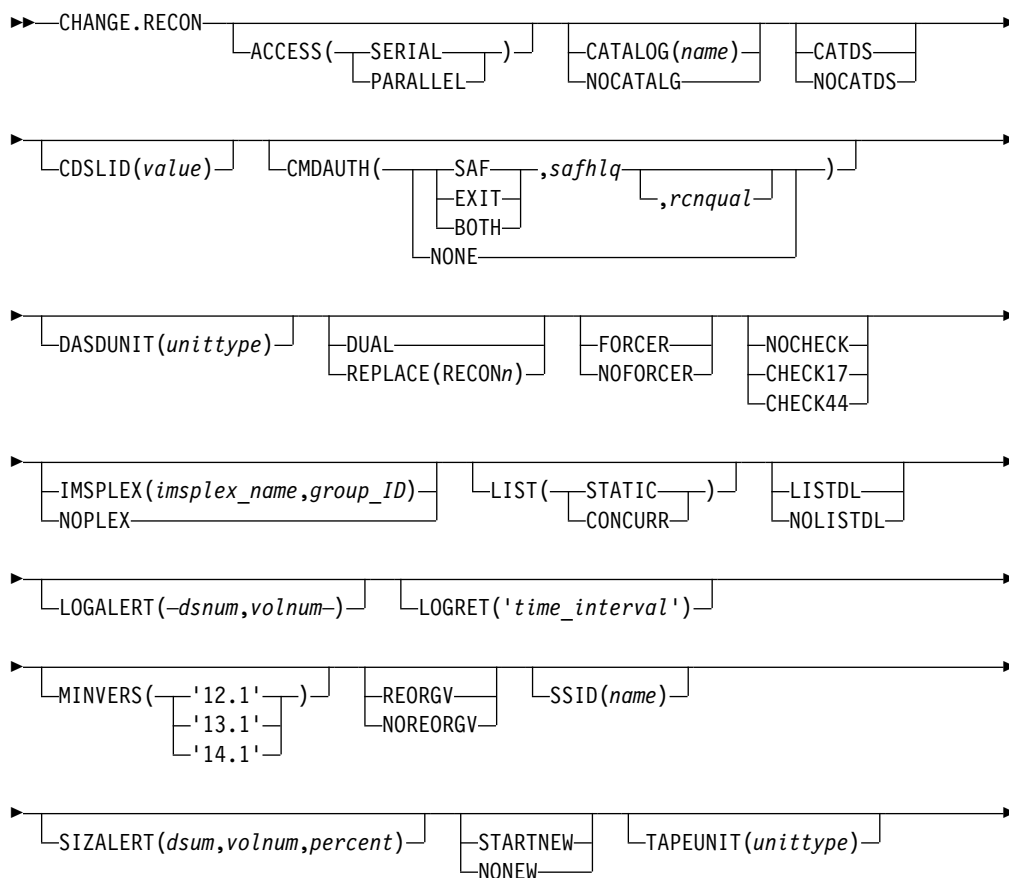 CHANGE.RECON
ACCESS( SERIAL )
PARALLEL
CATALOG(name)
NOCATALG
CATDS
NOCATDS
CDSLID(value)
CMDAUTH( SAF ,safhlq )
EXIT ,rcnqual
BOTH
NONE
DASDUNIT(unittype)
DUAL
REPLACE(RECONn)
FORCER
NOFORCER
NOCHECK
CHECK17
CHECK44
IMSPLEX(imsplex_name,group_ID)
NOPLEX
LIST( STATIC )
CONCURR
LISTDL
NOLISTDL
LOGALERT(dsnum,volnum)
LOGRET('time_interval')
MINVERS( '12.1' )
'13.1'
'14.1'
REORGV
NOREORGV
SSID(name)
SIZALERT(dsum,volnum,percent)
STARTNEW
NONEW
TAPEUNIT(unittype)